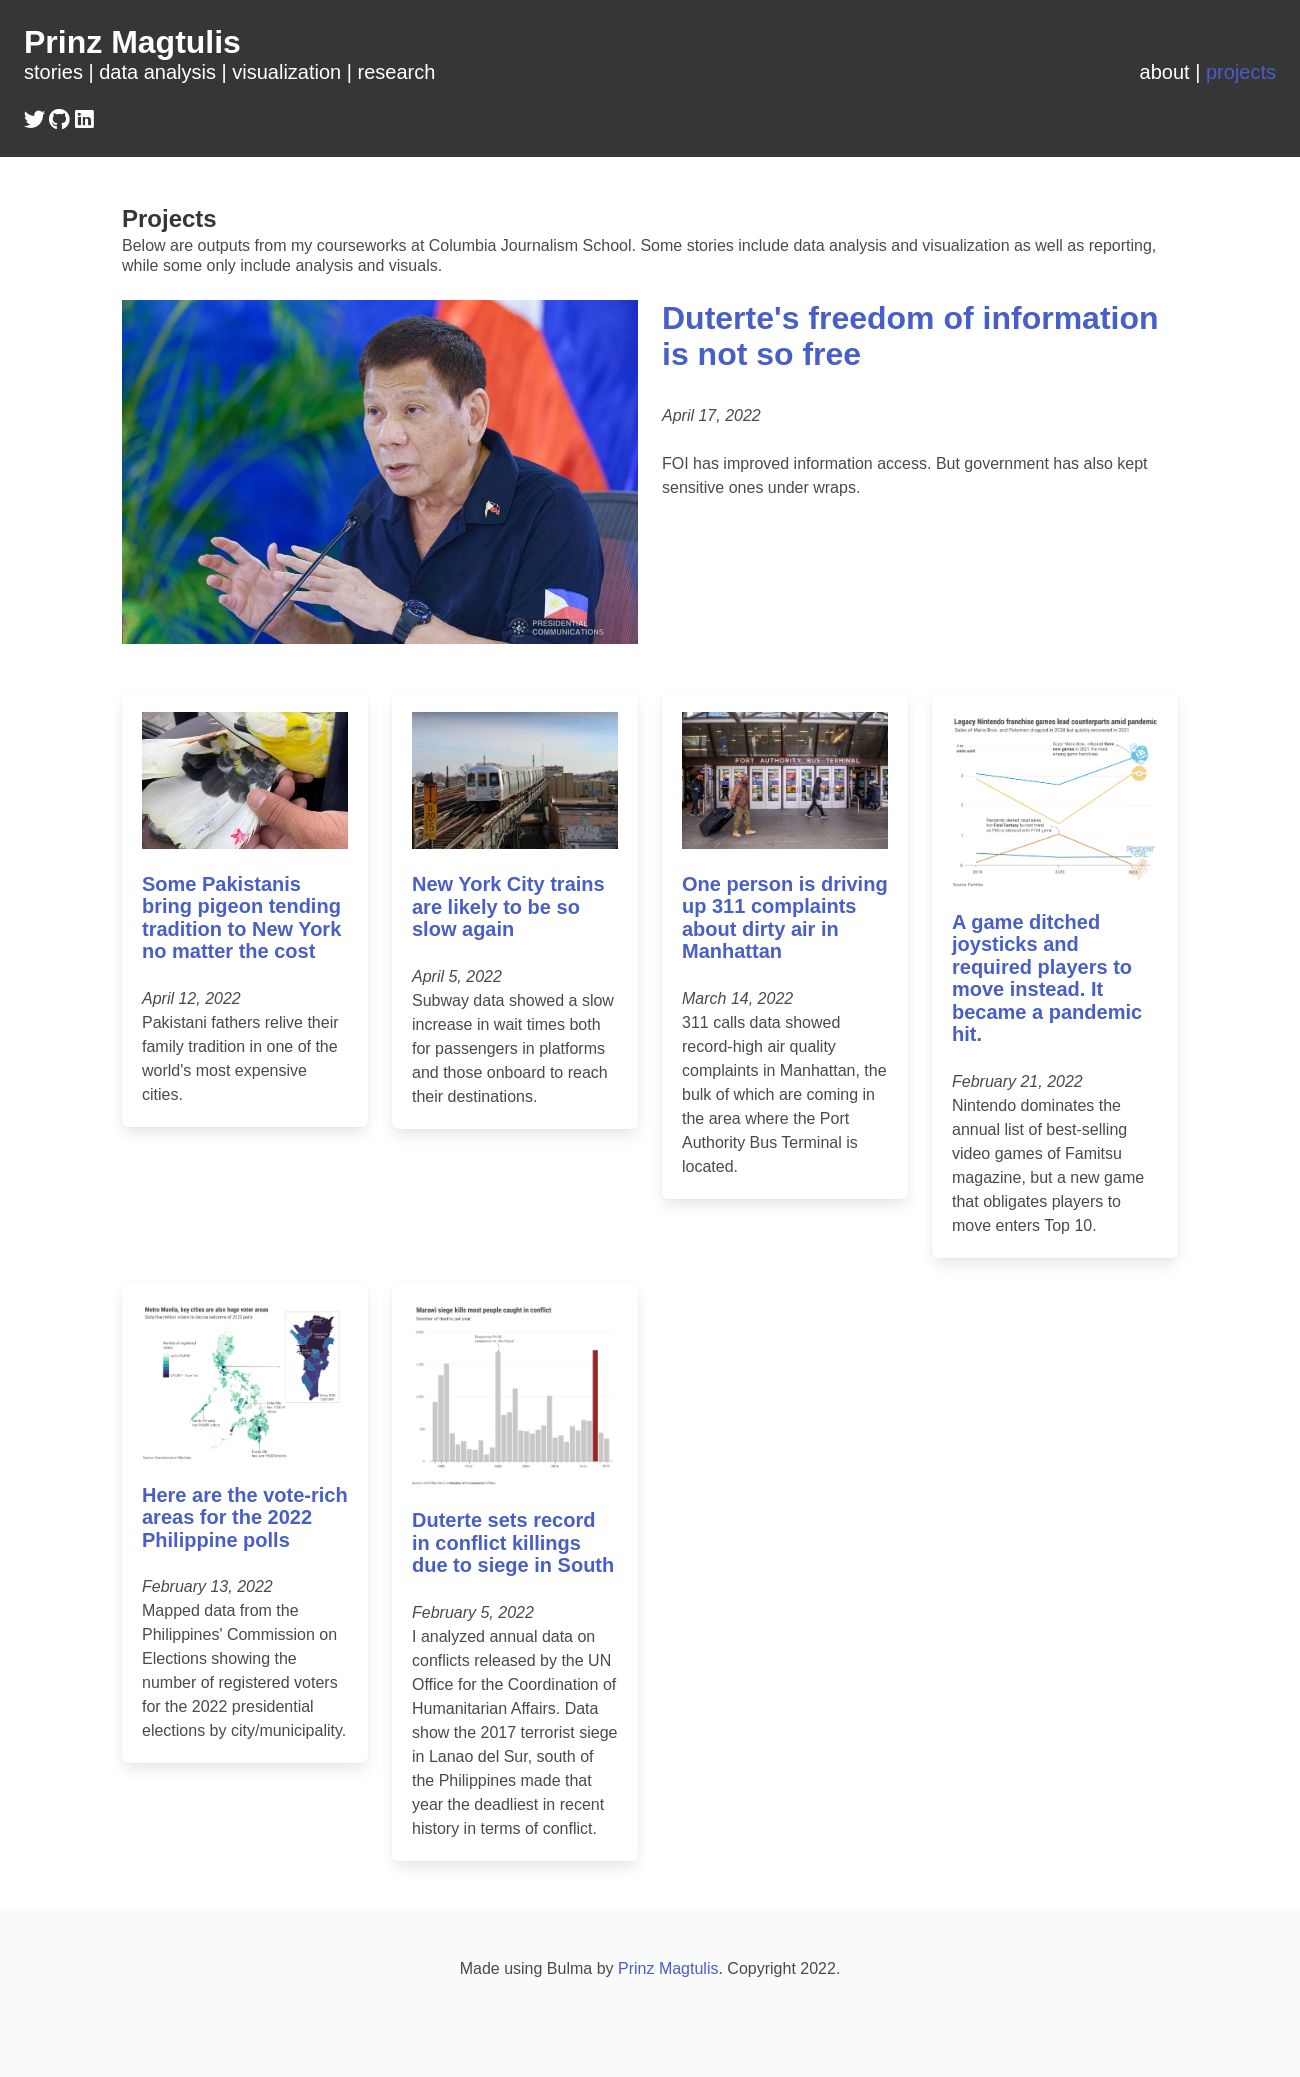 Prinz Magtulis
stories | data analysis | visualization | research
about | projects
Projects
Below are outputs from my courseworks at Columbia Journalism School. Some stories include data analysis and visualization as well as reporting,
while some only include analysis and visuals.
Duterte's freedom of information
is not so free
April 17, 2022
FOI has improved information access. But government has also kept
sensitive ones under wraps.
PRESIDENTIAL
COMMUNICATIONS
PORT AUTHORITY BUS TERMINAL
Some Pakistanis
bring pigeon tending
tradition to New York
no matter the cost
April 12, 2022
Pakistani fathers relive their
family tradition in one of the
world's most expensive
cities.
New York City trains
are likely to be so
slow again
April 5, 2022
Subway data showed a slow
increase in wait times both
for passengers in platforms
and those onboard to reach
their destinations.
One person is driving
up 311 complaints
about dirty air in
Manhattan
March 14, 2022
311 calls data showed
record-high air quality
complaints in Manhattan, the
bulk of which are coming in
the area where the Port
Authority Bus Terminal is
located.
Legacy Nintendo franchise games lead counterparts amid pandemic
Sales of Mario Bros. and Pokemon dropped in 2020 but quickly recovered in 2021
A game ditched
joysticks and
required players to
move instead. It
became a pandemic
hit.
February 21, 2022
Nintendo dominates the
annual list of best-selling
video games of Famitsu
magazine, but a new game
that obligates players to
move enters Top 10.
Metro Manila, key cities are also huge voter areas
Here are the vote-rich
areas for the 2022
Philippine polls
February 13, 2022
Mapped data from the
Philippines' Commission on
Elections showing the
number of registered voters
for the 2022 presidential
elections by city/municipality.
Marawi siege kills most people caught in conflict
Number of deaths per year
Duterte sets record
in conflict killings
due to siege in South
February 5, 2022
I analyzed annual data on
conflicts released by the UN
Office for the Coordination of
Humanitarian Affairs. Data
show the 2017 terrorist siege
in Lanao del Sur, south of
the Philippines made that
year the deadliest in recent
history in terms of conflict.
Made using Bulma by Prinz Magtulis. Copyright 2022.